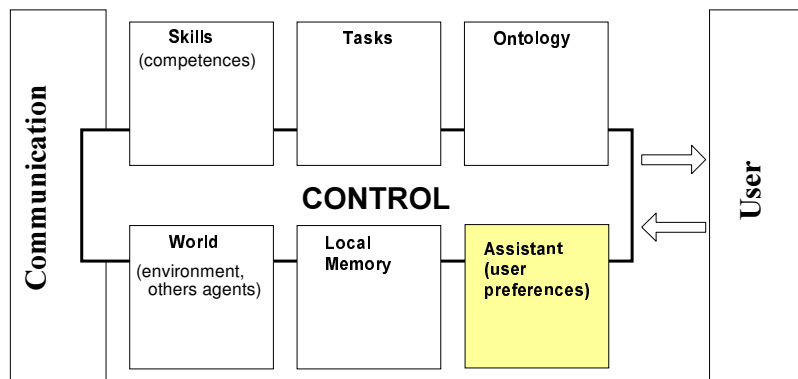 Communication
Skills
(competences)
Tasks
Ontology
CONTROL
World
(environment,
others agents)
Local
Memory
Assistant
(user
preferences)
User